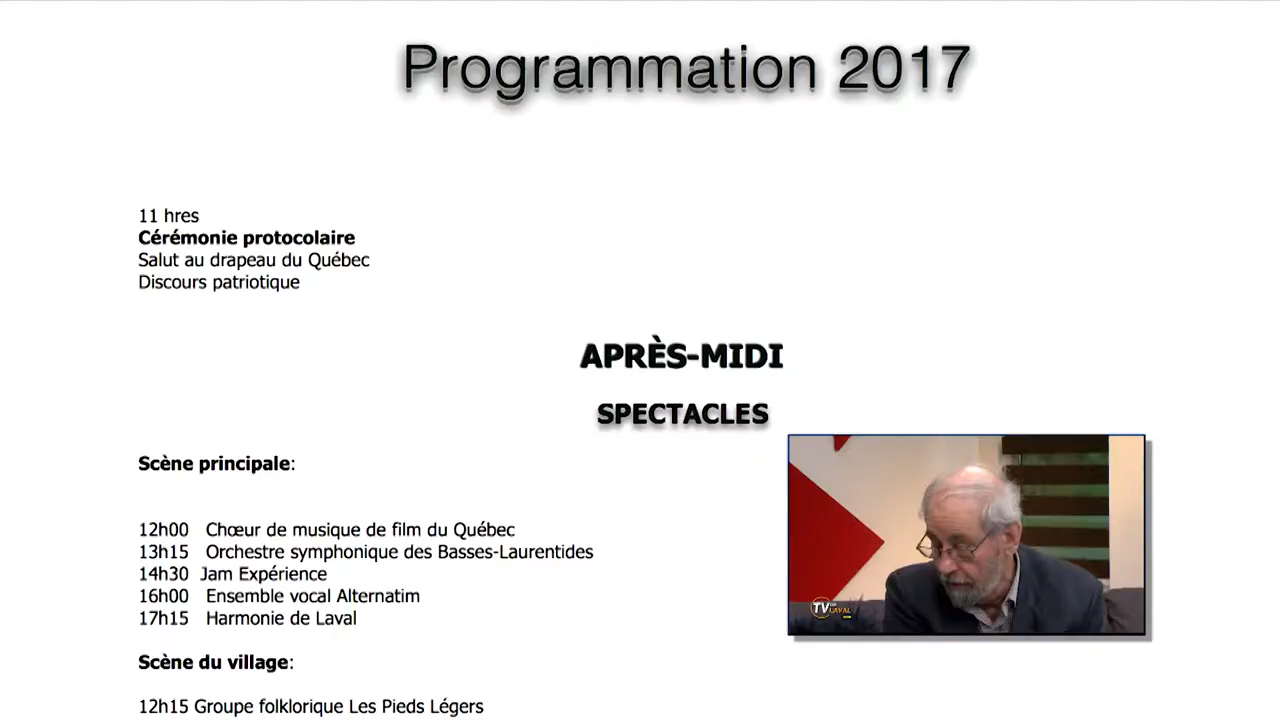 Programmation 2017
11 hres
Cérémonie protocolaire
Salut au drapeau du Québec
Discours patriotique
APRÈS-MIDI
SPECTACLES
Scène principale:
12h00 Chœur de musique de film du Québec
13h15 Orchestre symphonique des Basses-Laurentides
14h30 Jam Expérience
16h00 Ensemble vocal Alternatim
17h15 Harmonie de Laval
TV
LAVAL
Scène du village:
12h15 Groupe folklorique Les Pieds Légers